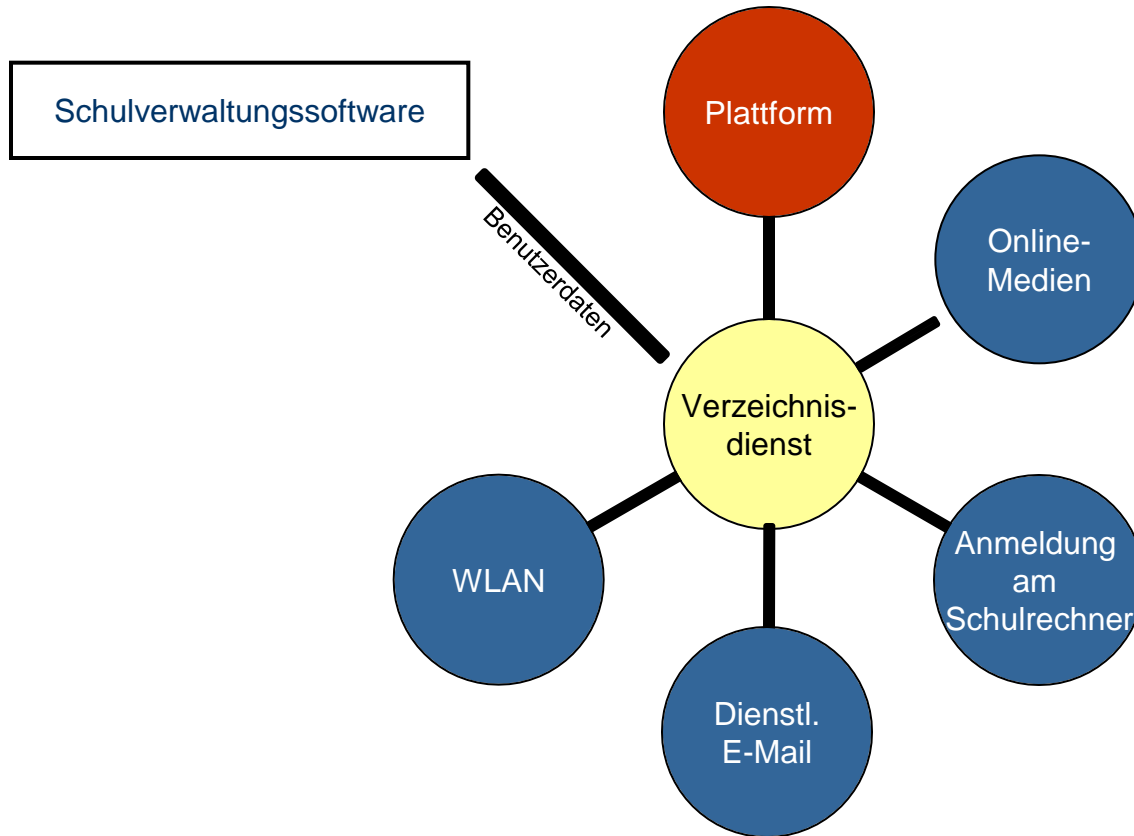 Schulverwaltungssoftware
Plattform
Benutzerdaten
Online-
Medien
Verzeichnis-
dienst
WLAN
Anmeldung
am
Schulrechner
Dienstl.
E-Mail